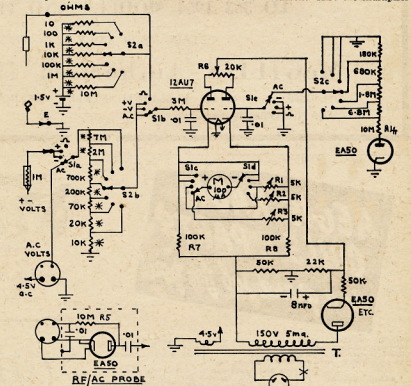 OHMS
10
100
1K
10K
100K
1M
10M
S2a
1·5v
E
1M
+ -
VOLTS
AC
S1a
7M
2M
700K
200K
70K
20K
10K
S2b
A.C
VOLTS
4·5v
a.c
+V
-V
A.C
S1b
3M
·01
12AU7
R6
20K
·01
S1e
AC
S2c
180K
680K
1·8M
6·8M
10M
R4
EA50
S1c
S1d
AC
M
100
μa
R1
5K
R2
5K
R3
5K
100K
R7
100K
R8
50K
22K
8mfd
50K
EA50
ETC.
4·5v
150V 5ma.
T.
10M R5
·01
·01
EA50
RF/AC PROBE